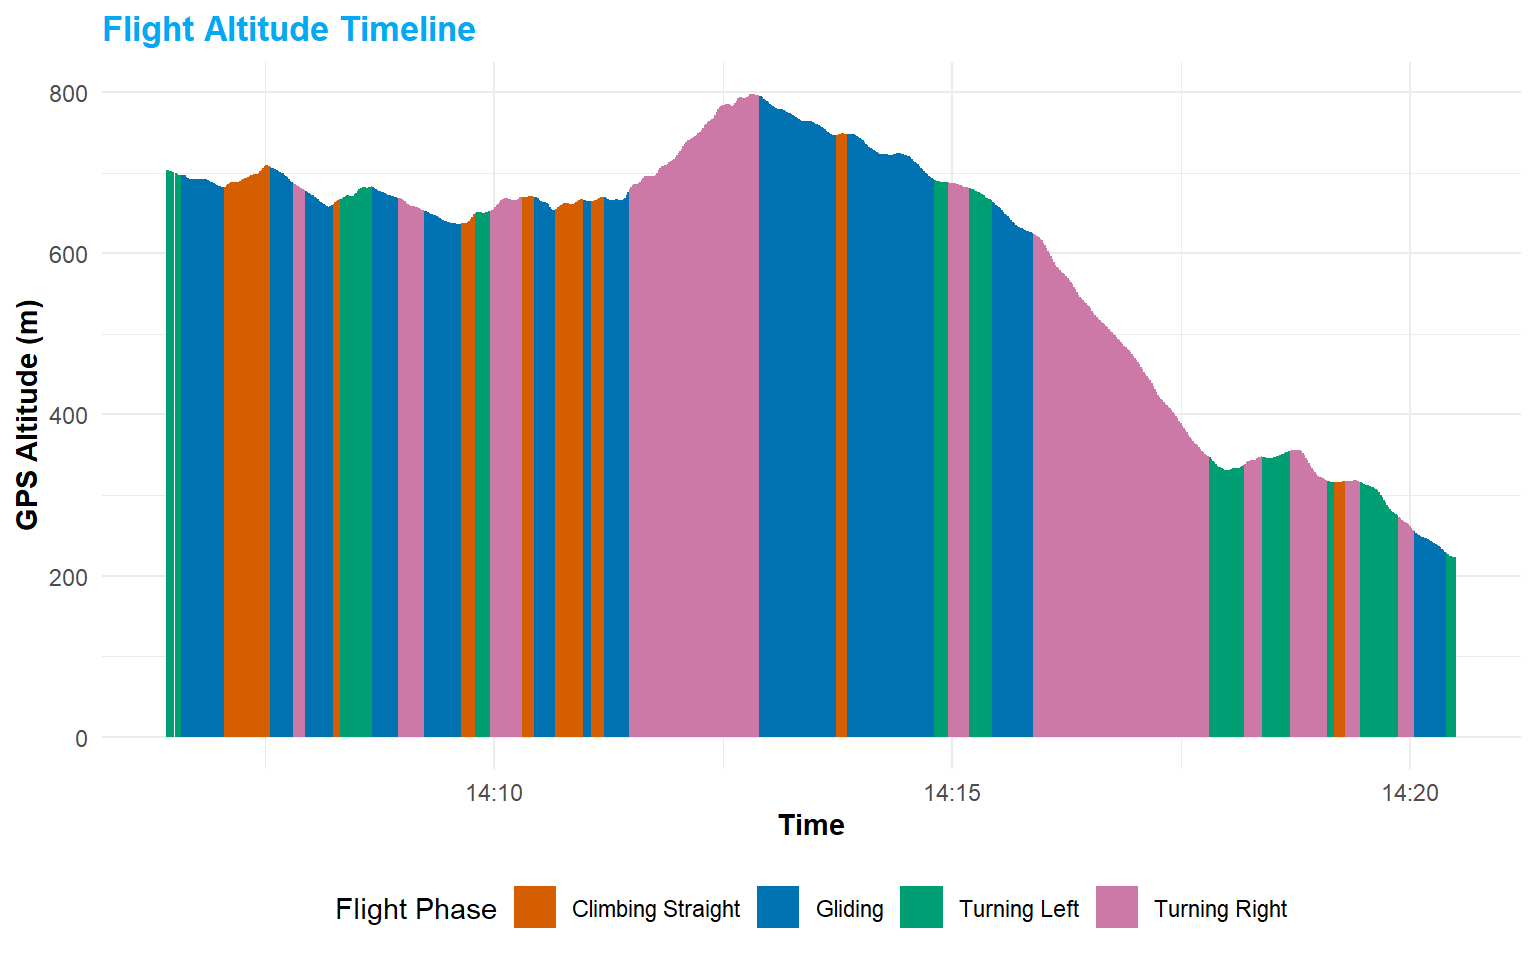 Flight Altitude Timeline
GPS Altitude (m)
800
600
400
200
0
14:10 14:15 14:20
Time
Flight Phase Climbing Straight Gliding Turning Left Turning Right